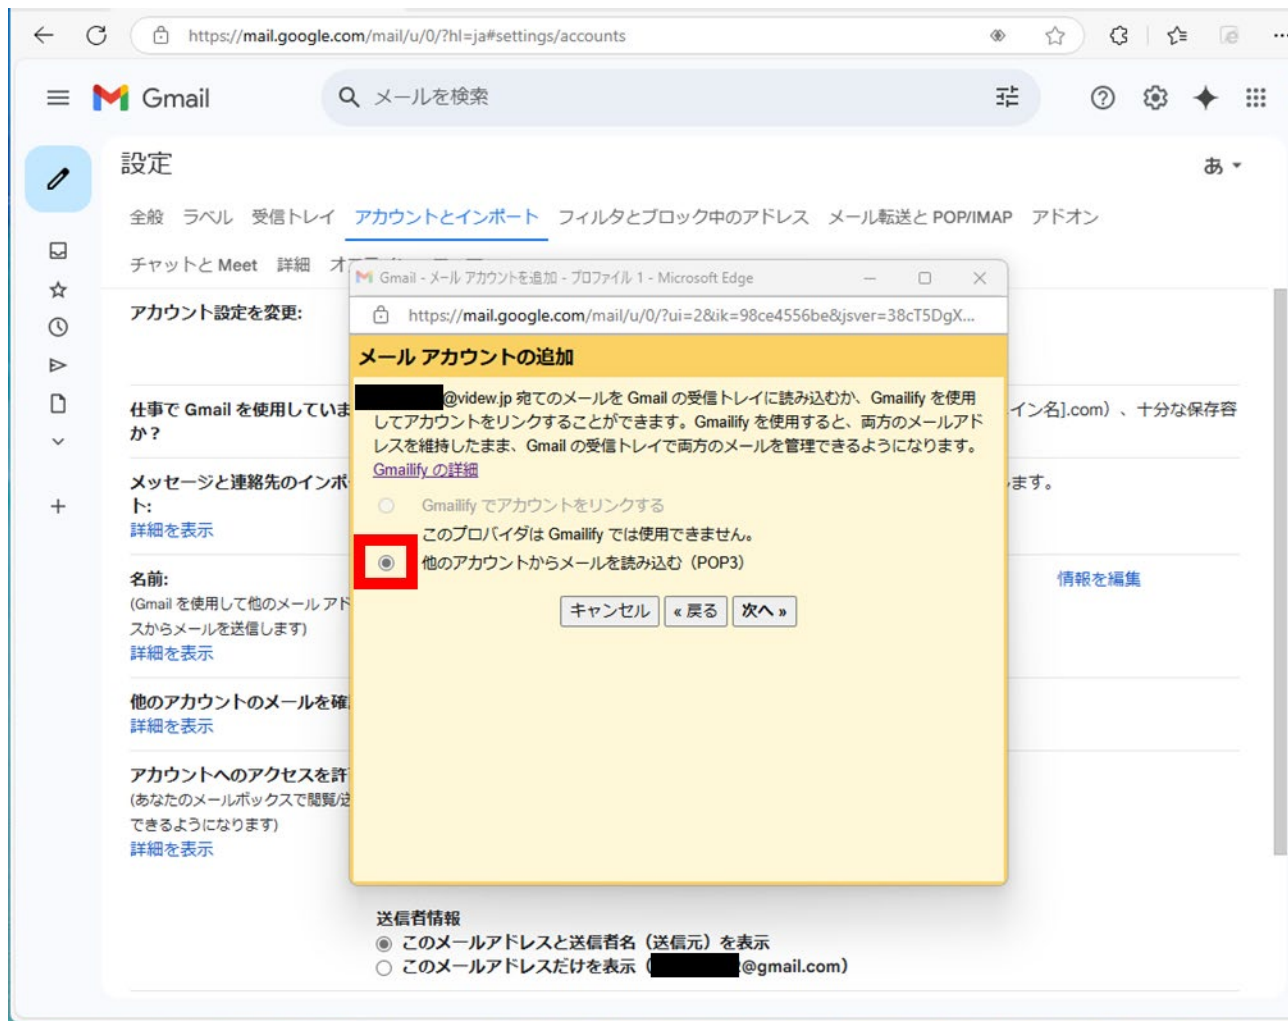 https://mail.google.com/mail/u/0/?hl=ja#settings/accounts
Gmail
メールを検索
設定
あ
全般 ラベル 受信トレイ アカウントとインポート フィルタとブロック中のアドレス メール転送と POP/IMAP アドオン
チャットと Meet 詳細 オ
Gmail - メール アカウントを追加 - プロファイル 1 - Microsoft Edge
https://mail.google.com/mail/u/0/?ui=2&ik=98ce4556be&jsver=38cT5DgX...
メール アカウントの追加
@videw.jp 宛てのメールを Gmail の受信トレイに読み込むか、Gmailify を使用
してアカウントをリンクすることができます。Gmailify を使用すると、両方のメールアド
レスを維持したまま、Gmail の受信トレイで両方のメールを管理できるようになります。
Gmailify の詳細
Gmailify でアカウントをリンクする
このプロバイダは Gmailify では使用できません。
他のアカウントからメールを読み込む（POP3）
キャンセル « 戻る 次へ »
アカウント設定を変更:
仕事で Gmail を使用していま
か？
イン名].com）、十分な保存容
メッセージと連絡先のインポ
ト:
ます。
詳細を表示
名前:
(Gmail を使用して他のメール アド
スからメールを送信します)
詳細を表示
情報を編集
他のアカウントのメールを確
詳細を表示
アカウントへのアクセスを許
(あなたのメールボックスで閲覧/送
できるようになります)
詳細を表示
送信者情報
このメールアドレスと送信者名（送信元）を表示
このメールアドレスだけを表示（ @gmail.com）